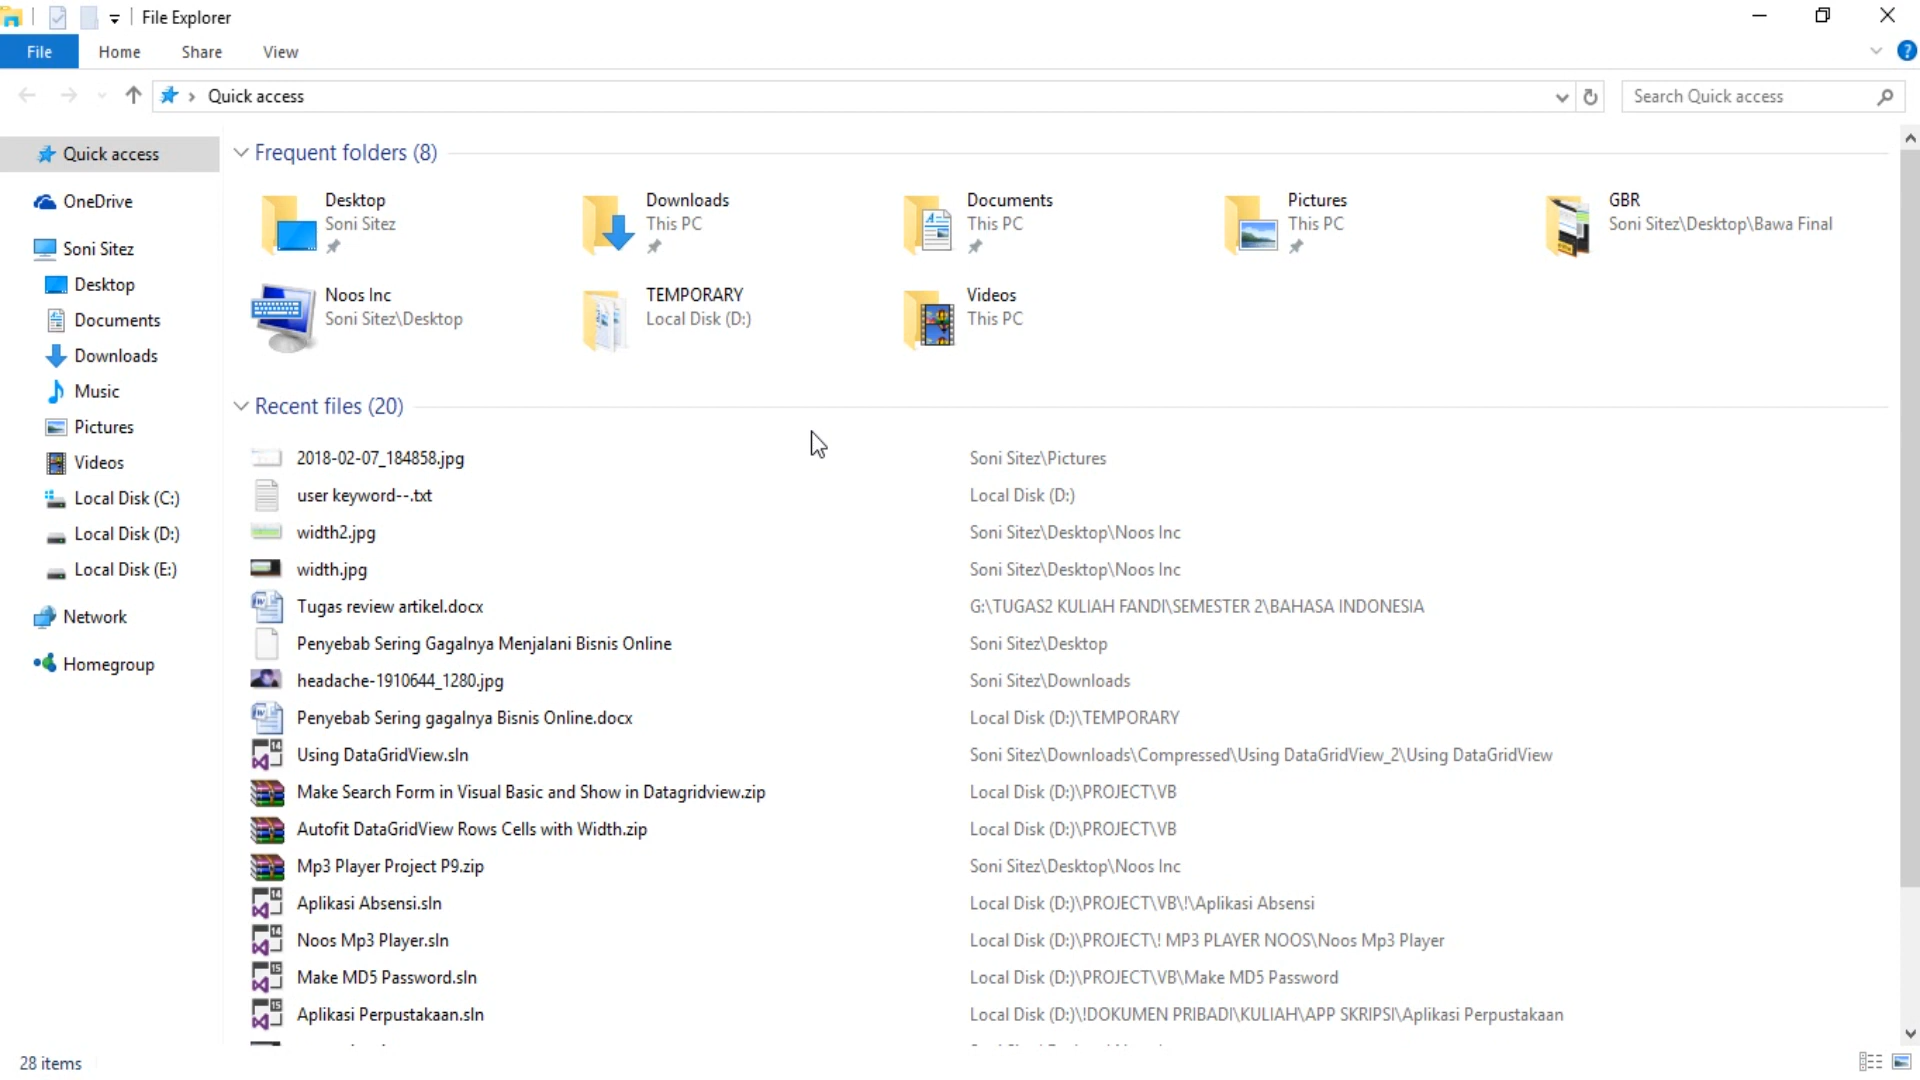 File Explorer
File Home Share View
Quick access
Search Quick access
Quick access
OneDrive
Soni Sitez
Desktop
Documents
Downloads
Music
Pictures
Videos
Local Disk (C:)
Local Disk (D:)
Local Disk (E:)
Network
Homegroup
Frequent folders (8)
Desktop
Soni Sitez
Downloads
This PC
Documents
This PC
Pictures
This PC
GBR
Soni Sitez\Desktop\Bawa Final
Noos Inc
Soni Sitez\Desktop
TEMPORARY
Local Disk (D:)
Videos
This PC
Recent files (20)
2018-02-07_184858.jpg Soni Sitez\Pictures
user keyword--.txt Local Disk (D:)
width2.jpg Soni Sitez\Desktop\Noos Inc
width.jpg Soni Sitez\Desktop\Noos Inc
Tugas review artikel.docx G:\TUGAS2 KULIAH FANDI\SEMESTER 2\BAHASA INDONESIA
Penyebab Sering Gagalnya Menjalani Bisnis Online Soni Sitez\Desktop
headache-1910644_1280.jpg Soni Sitez\Downloads
Penyebab Sering gagalnya Bisnis Online.docx Local Disk (D:)\TEMPORARY
Using DataGridView.sln Soni Sitez\Downloads\Compressed\Using DataGridView_2\Using DataGridView
Make Search Form in Visual Basic and Show in Datagridview.zip Local Disk (D:)\PROJECT\VB
Autofit DataGridView Rows Cells with Width.zip Local Disk (D:)\PROJECT\VB
Mp3 Player Project P9.zip Soni Sitez\Desktop\Noos Inc
Aplikasi Absensi.sln Local Disk (D:)\PROJECT\VB\!\Aplikasi Absensi
Noos Mp3 Player.sln Local Disk (D:)\PROJECT\! MP3 PLAYER NOOS\Noos Mp3 Player
Make MD5 Password.sln Local Disk (D:)\PROJECT\VB\Make MD5 Password
Aplikasi Perpustakaan.sln Local Disk (D:)\!DOKUMEN PRIBADI\KULIAH\APP SKRIPSI\Aplikasi Perpustakaan
28 items